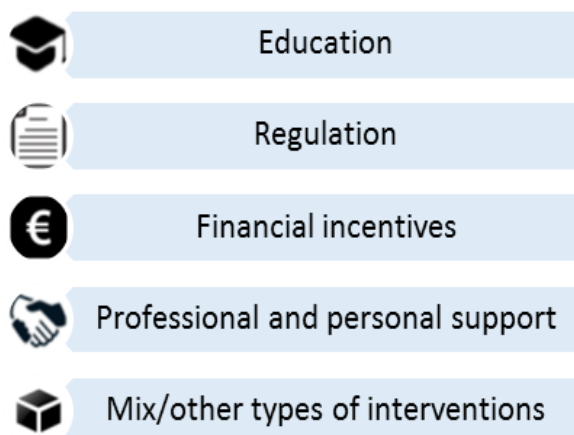 Education
Regulation
€
Financial incentives
Professional and personal support
Mix/other types of interventions